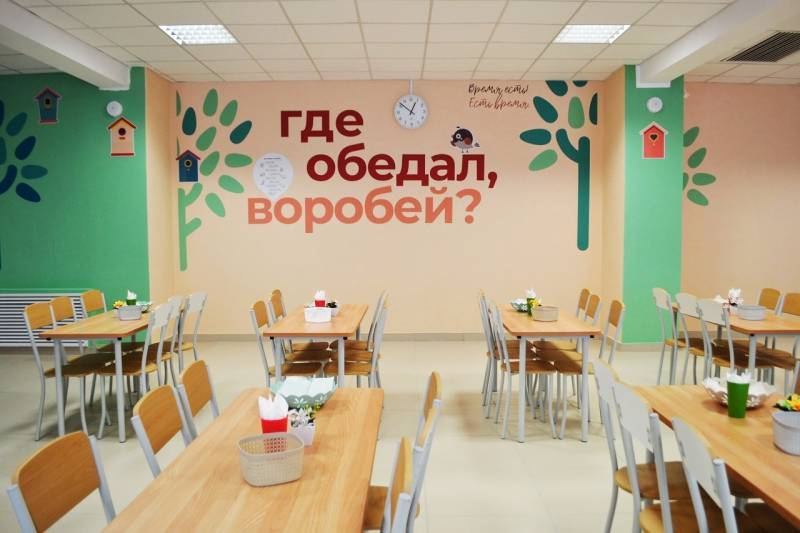 где
обедал,
воробей?
Время есть!
Есть время.